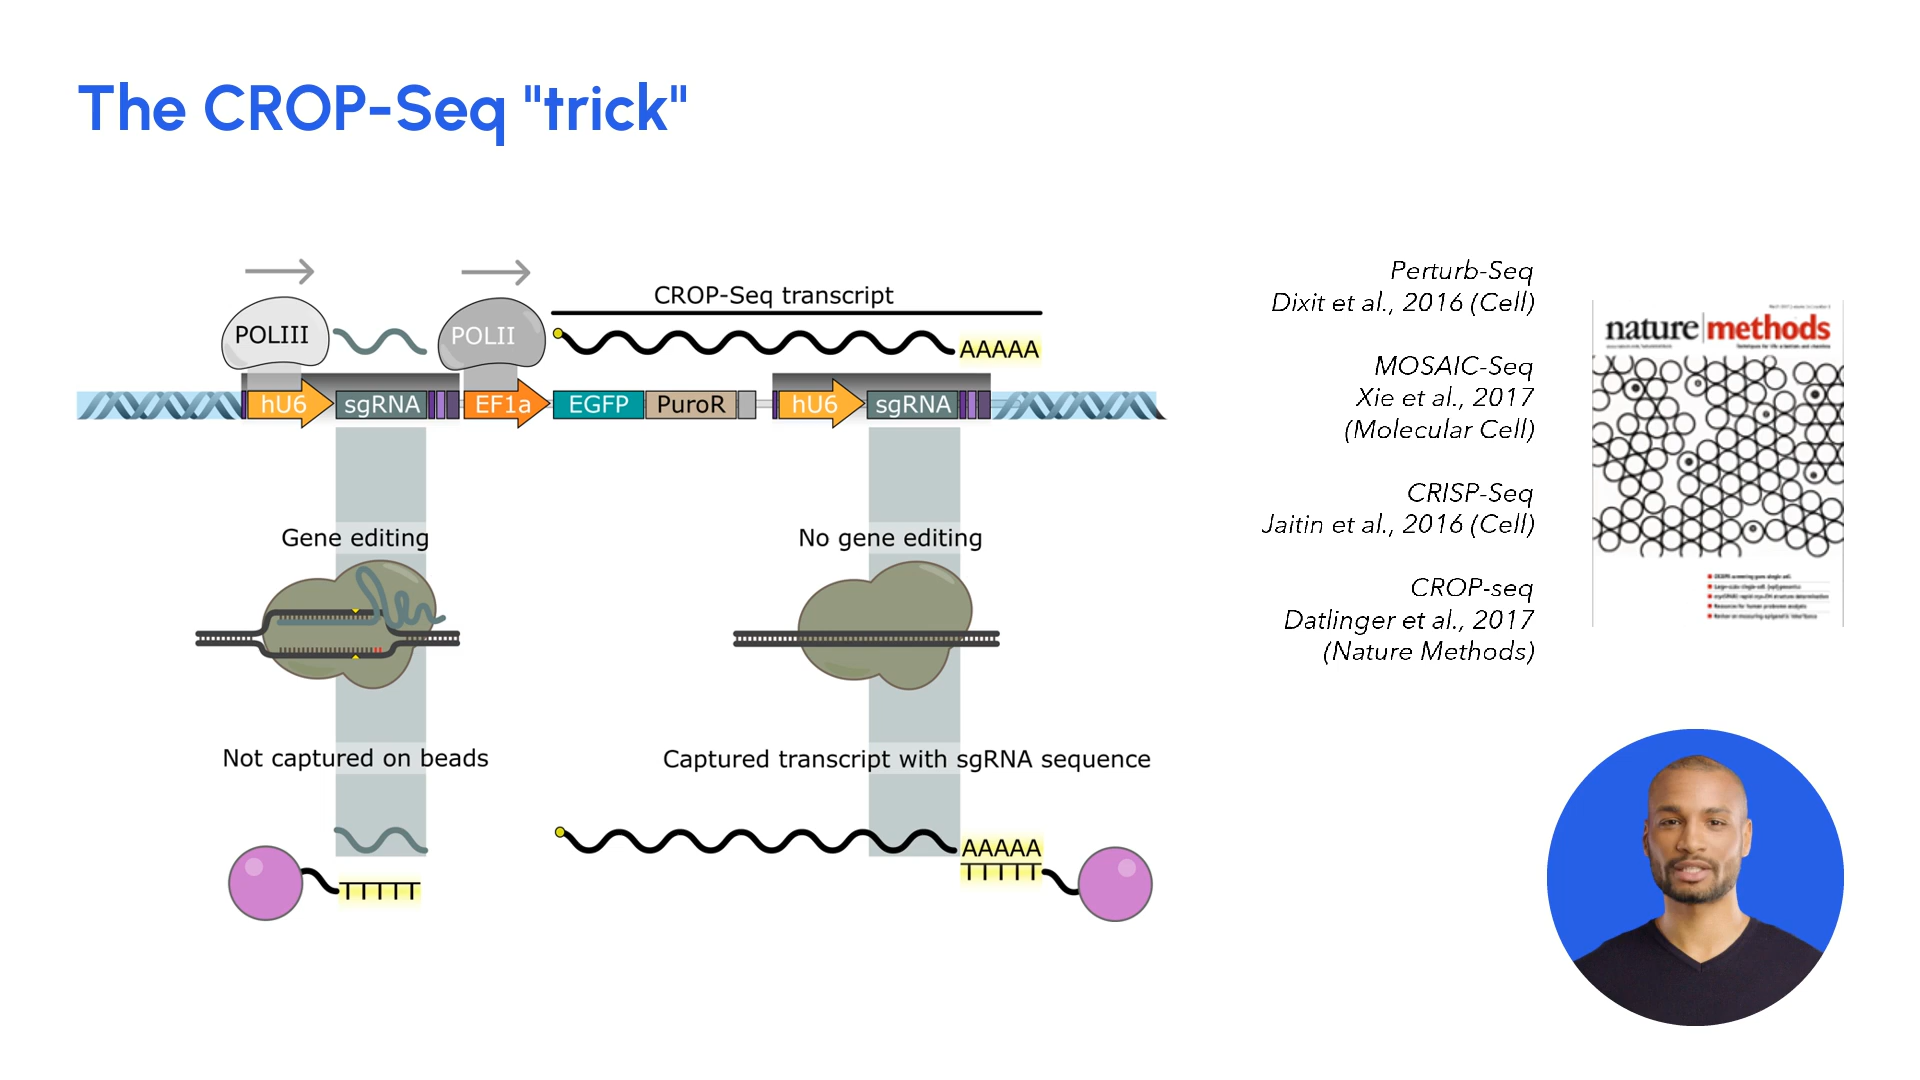 The CROP-Seq "trick"
CROP-Seq transcript
POLIII
POLII
AAAAA
hU6
sgRNA
EF1a
EGFP
PuroR
hU6
sgRNA
Gene editing
No gene editing
Not captured on beads
Captured transcript with sgRNA sequence
TTTTT
AAAAA
TTTTT
Perturb-Seq
Dixit et al., 2016 (Cell)
MOSAIC-Seq
Xie et al., 2017
(Molecular Cell)
CRISP-Seq
Jaitin et al., 2016 (Cell)
CROP-seq
Datlinger et al., 2017
(Nature Methods)
nature methods